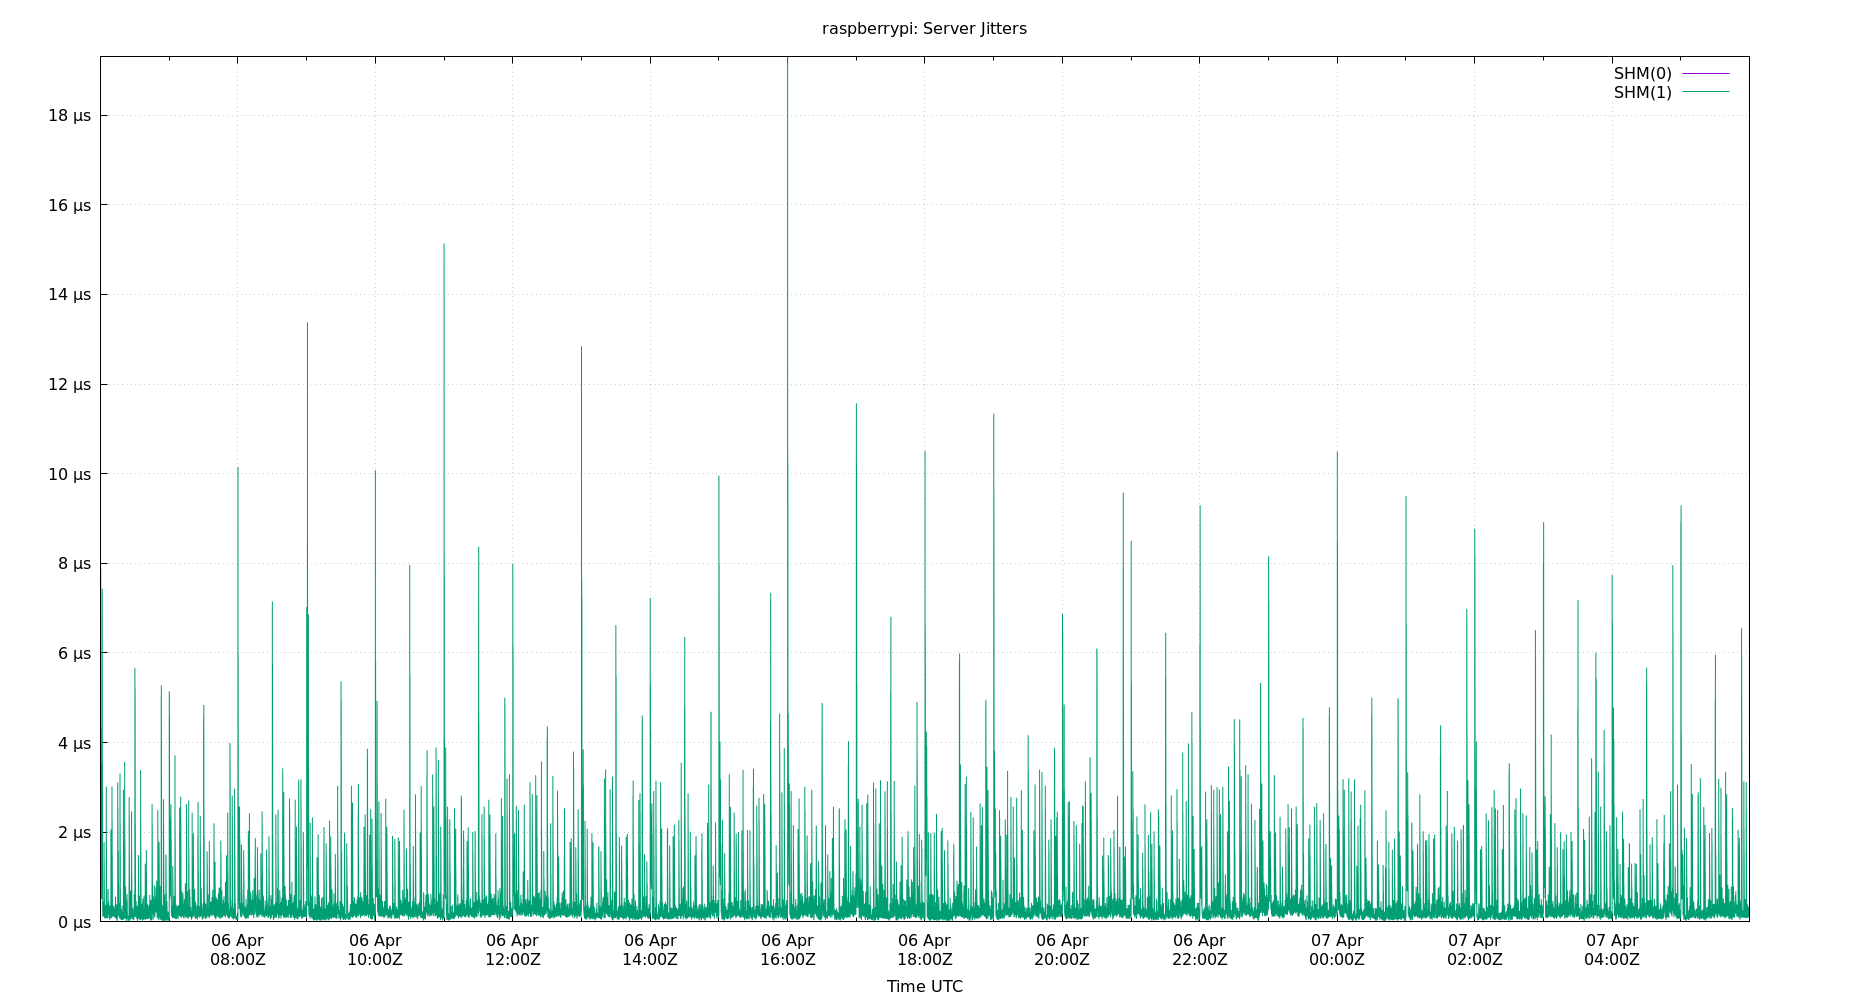 raspberrypi: Server Jitters
SHM(0)
SHM(1)
18 µs
16 µs
14 µs
12 µs
10 µs
8 µs
6 µs
4 µs
2 µs
0 µs
06 Apr 06 Apr 06 Apr 06 Apr 06 Apr 06 Apr 06 Apr 06 Apr 07 Apr 07 Apr 07 Apr
08:00Z 10:00Z 12:00Z 14:00Z 16:00Z 18:00Z 20:00Z 22:00Z 00:00Z 02:00Z 04:00Z
Time UTC